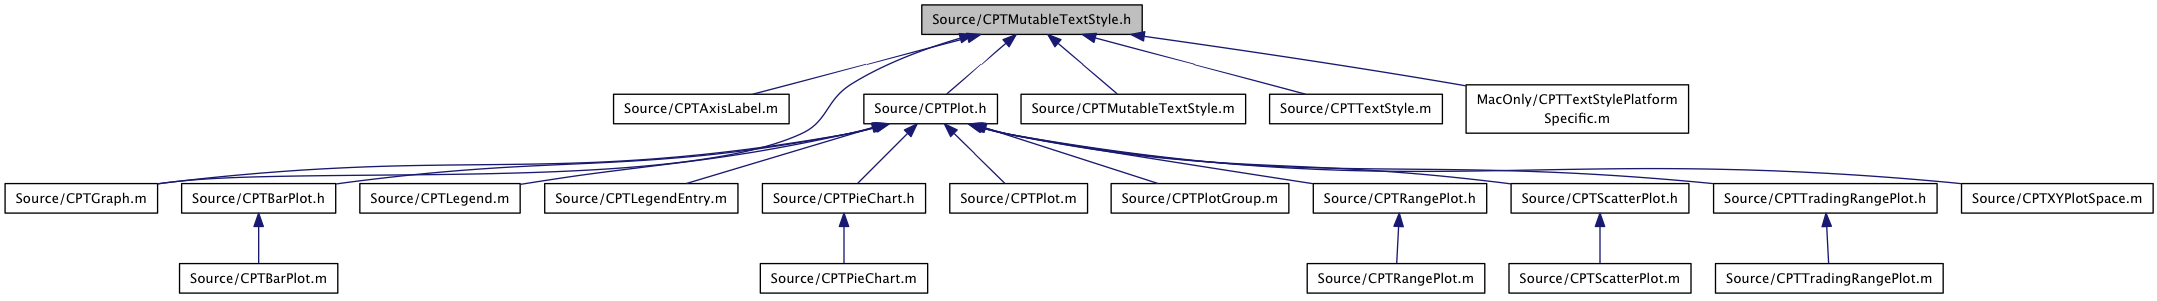 Source/CPTMutableTextStyle.h
Source/CPTAxisLabel.m
Source/CPTPlot.h
Source/CPTMutableTextStyle.m
Source/CPTTextStyle.m
MacOnly/CPTTextStylePlatform
Specific.m
Source/CPTGraph.m
Source/CPTBarPlot.h
Source/CPTLegend.m
Source/CPTLegendEntry.m
Source/CPTPieChart.h
Source/CPTPlot.m
Source/CPTPlotGroup.m
Source/CPTRangePlot.h
Source/CPTScatterPlot.h
Source/CPTTradingRangePlot.h
Source/CPTXYPlotSpace.m
Source/CPTBarPlot.m
Source/CPTPieChart.m
Source/CPTRangePlot.m
Source/CPTScatterPlot.m
Source/CPTTradingRangePlot.m